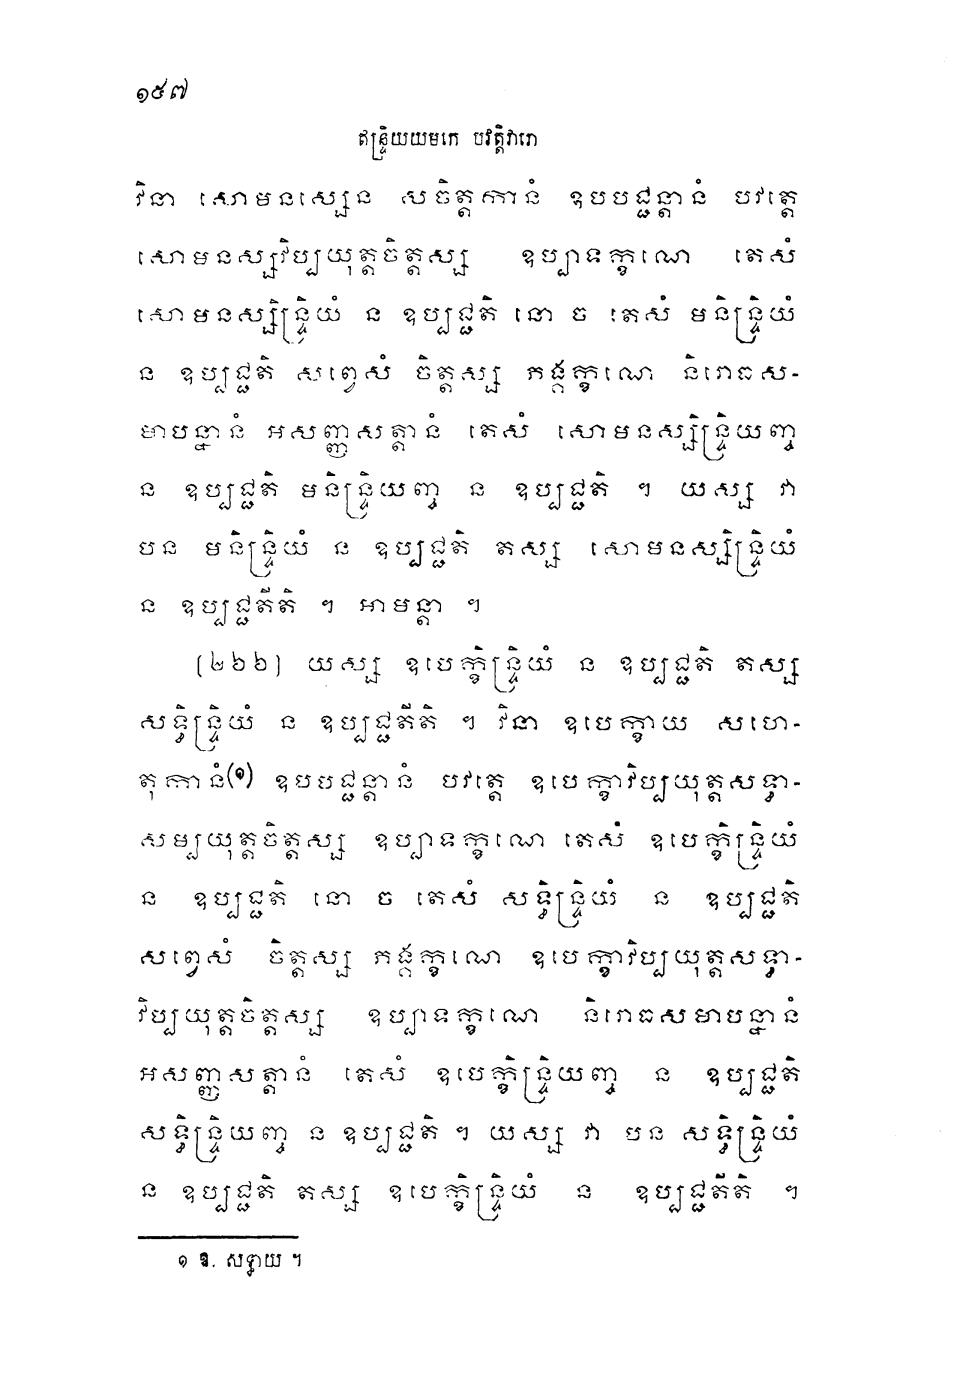 ១៥៧
ឥន្ទ្រិយយមកេ បវត្តិវារោ
វិនា សោមនស្សេន សចិត្តកានំ ឧបបជ្ជន្តានំ បវត្តេ
សោមនស្សវិប្បយុត្តចិត្តស្ស ឧប្បាទក្ខណេ តេសំ
សោមនស្សិន្ទ្រិយំ ន ឧប្បជ្ជតិ នោ ច តេសំ មនិន្ទ្រិយំ
ន ឧប្បជ្ជតិ សព្វេសំ ចិត្តស្ស ភង្គក្ខណេ និរោធស-
មាបន្នានំ អសញ្ញសត្តានំ តេសំ សោមនស្សិន្ទ្រិយញ្ច
ន ឧប្បជ្ជតិ មនិន្ទ្រិយញ្ច ន ឧប្បជ្ជតិ ។ យស្ស វា
បន មនិន្ទ្រិយំ ន ឧប្បជ្ជតិ តស្ស សោមនស្សិន្ទ្រិយំ
ន ឧប្បជ្ជតីតិ ។ អាមន្តា ។
[២៦៦] យស្ស ឧបេក្ខិន្ទ្រិយំ ន ឧប្បជ្ជតិ តស្ស
សទ្ធិន្ទ្រិយំ ន ឧប្បជ្ជតីតិ ។ វិនា ឧបេក្ខាយ សហេ-
តុកានំ(១) ឧបបជ្ជន្តានំ បវត្តេ ឧបេក្ខាវិប្បយុត្តសទ្ធា-
សម្បយុត្តចិត្តស្ស ឧប្បាទក្ខណេ តេសំ ឧបេក្ខិន្ទ្រិយំ
ន ឧប្បជ្ជតិ នោ ច តេសំ សទ្ធិន្ទ្រិយំ ន ឧប្បជ្ជតិ
សព្វេសំ ចិត្តស្ស ភង្គក្ខណេ ឧបេក្ខាវិប្បយុត្តសទ្ធា-
វិប្បយុត្តចិត្តស្ស ឧប្បាទក្ខណេ និរោធសមាបន្នានំ
អសញ្ញសត្តានំ តេសំ ឧបេក្ខិន្ទ្រិយញ្ច ន ឧប្បជ្ជតិ
សទ្ធិន្ទ្រិយញ្ច ន ឧប្បជ្ជតិ ។ យស្ស វា បន សទ្ធិន្ទ្រិយំ
ន ឧប្បជ្ជតិ តស្ស ឧបេក្ខិន្ទ្រិយំ ន ឧប្បជ្ជតីតិ ។
១ ឱ. សទ្ធាយ ។